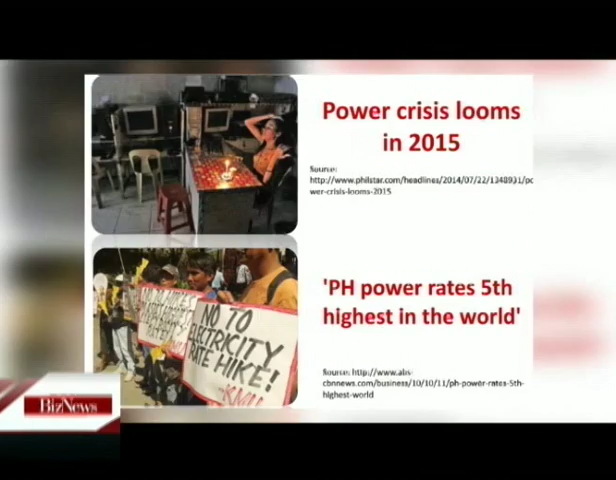 Power crisis looms
in 2015
Source:
http://www.philstar.com/headlines/2014/07/22/1348931/po
wer-crisis-looms-2015
NO TO
ELECTRICITY
RATE HIKE!
KMU
'PH power rates 5th
highest in the world'
Source: http://www.abs-
cbnnews.com/business/10/10/11/ph-power-rates-5th-
highest-world
BizNews